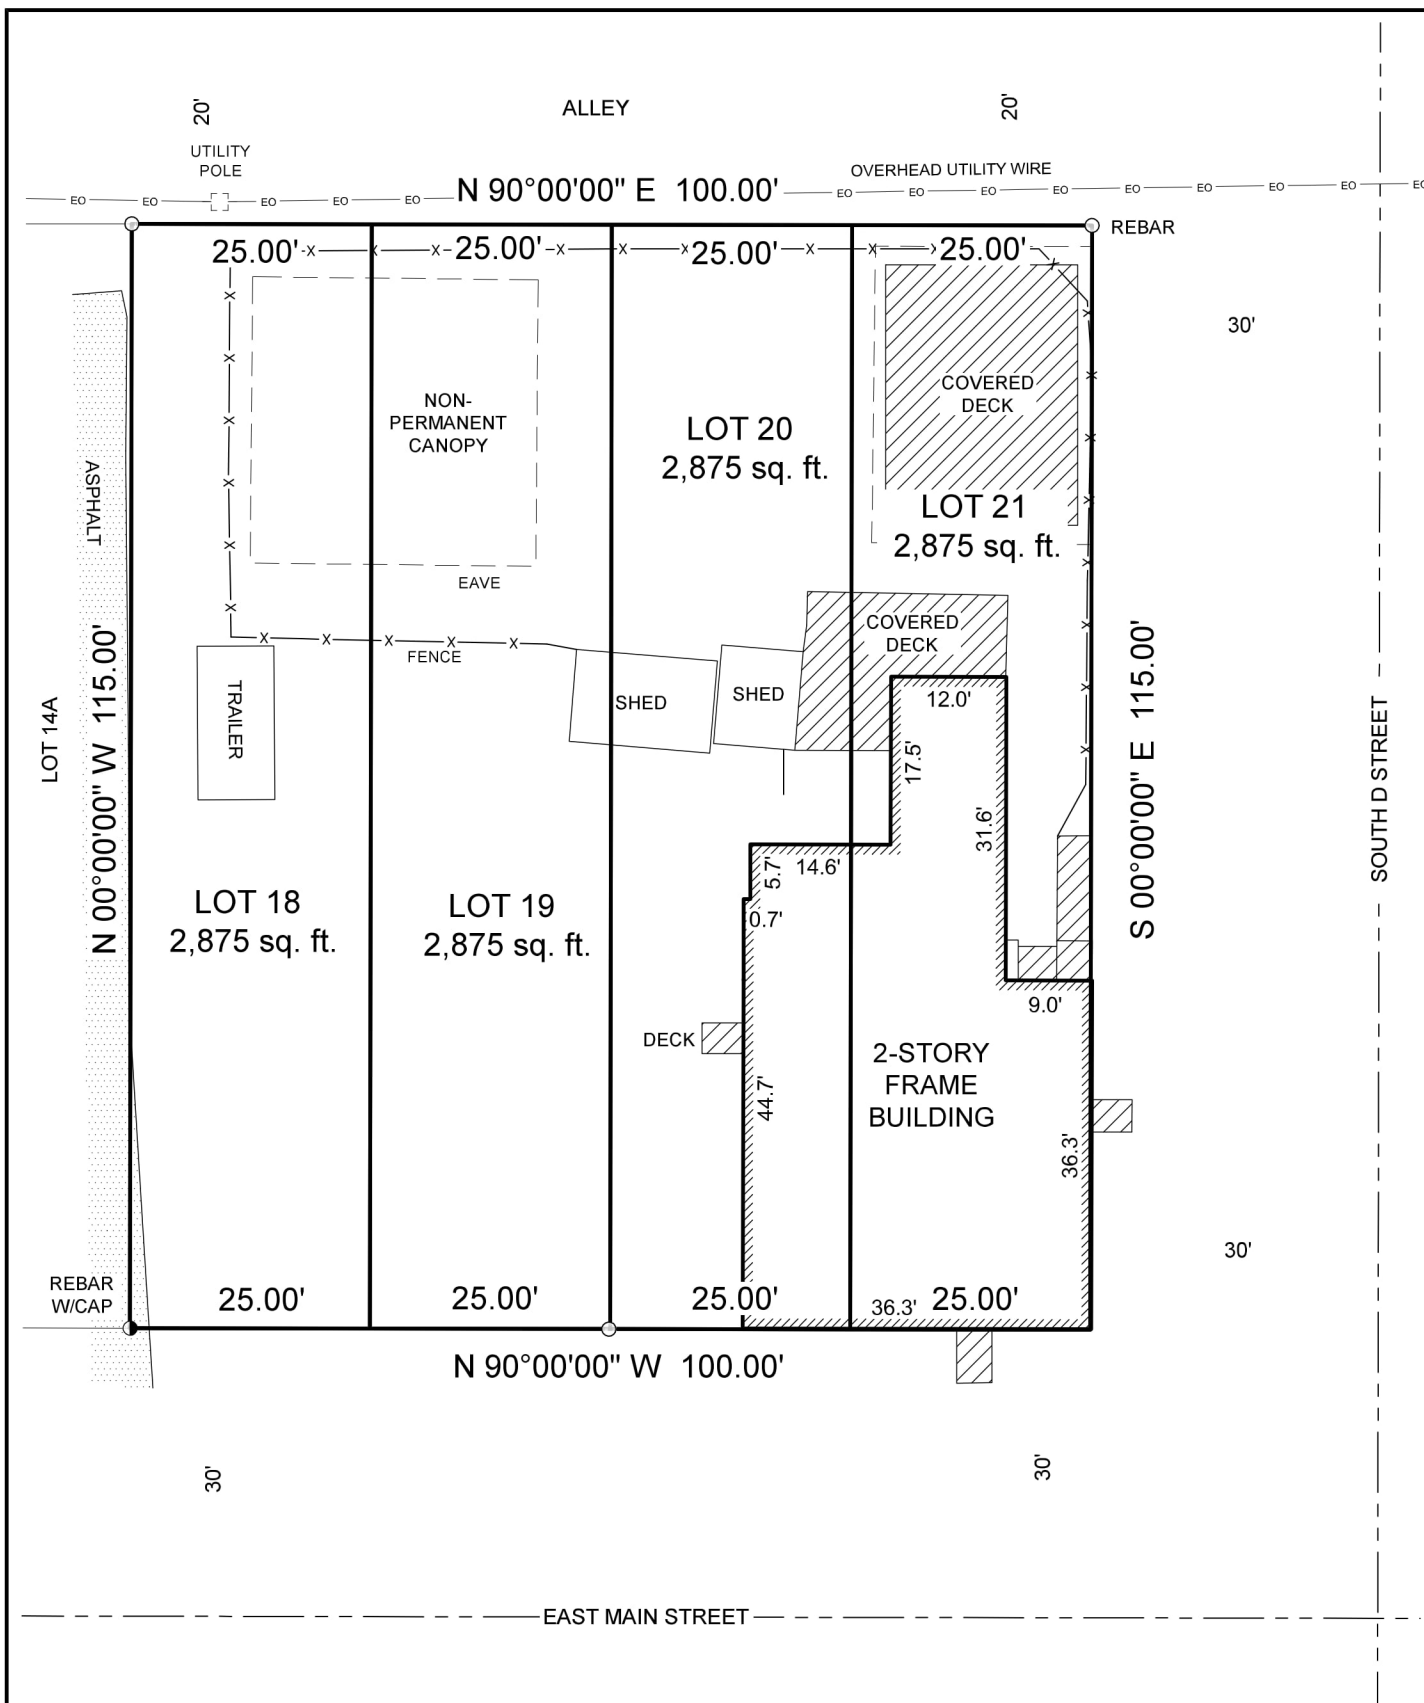 20'
ALLEY
20'
UTILITY
POLE
OVERHEAD UTILITY WIRE
EO
EO
EO
EO
EO
N 90°00'00" E 100.00'
EO
EO
EO
EO
EO
EO
EO
EO
EO
REBAR
25.00'
25.00'
25.00'
25.00'
30'
NON-
PERMANENT
CANOPY
COVERED
DECK
LOT 20
2,875 sq. ft.
ASPHALT
LOT 21
2,875 sq. ft.
EAVE
COVERED
DECK
FENCE
TRAILER
SHED
SHED
12.0'
LOT 14A
N 00°00'00" W 115.00'
17.5'
31.6'
S 00°00'00" E 115.00'
SOUTH D STREET
5.7'
14.6'
0.7'
LOT 18
2,875 sq. ft.
LOT 19
2,875 sq. ft.
9.0'
DECK
2-STORY
FRAME
BUILDING
44.7'
36.3'
30'
REBAR
W/CAP
25.00'
25.00'
25.00'
36.3'
25.00'
N 90°00'00" W 100.00'
30'
30'
EAST MAIN STREET